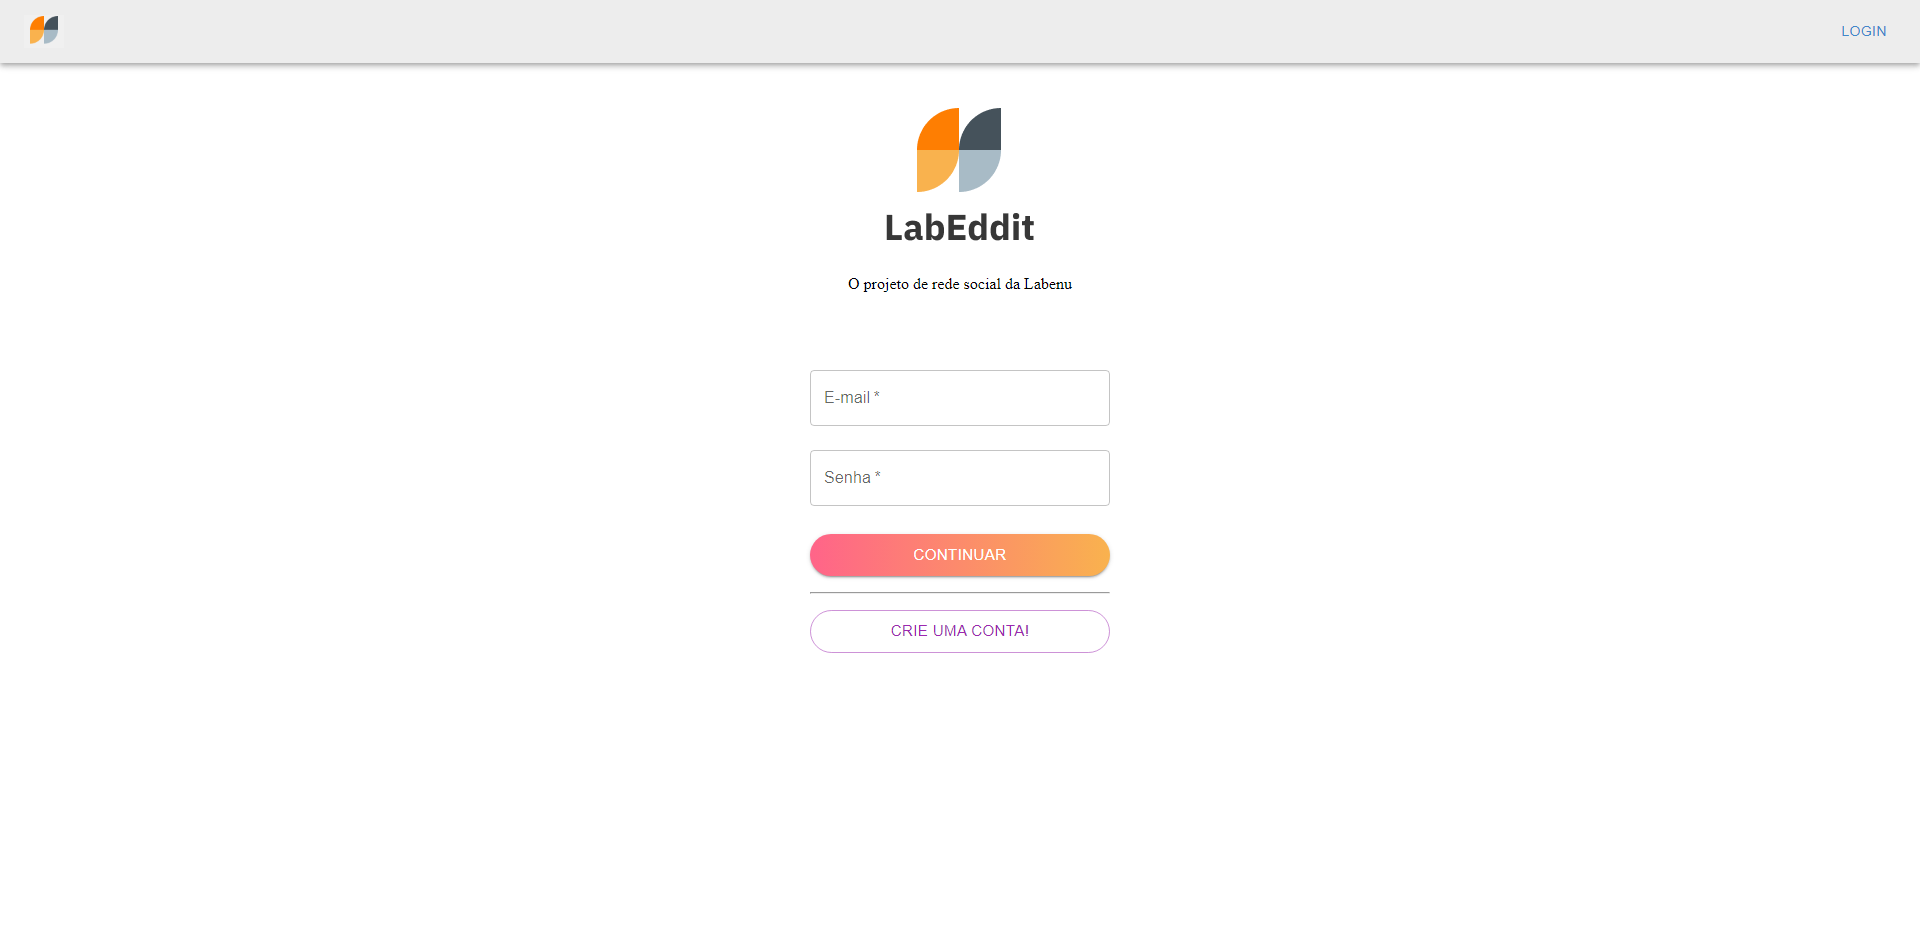 LOGIN
LabEddit
O projeto de rede social da Labenu
E-mail *
Senha *
CONTINUAR
CRIE UMA CONTA!